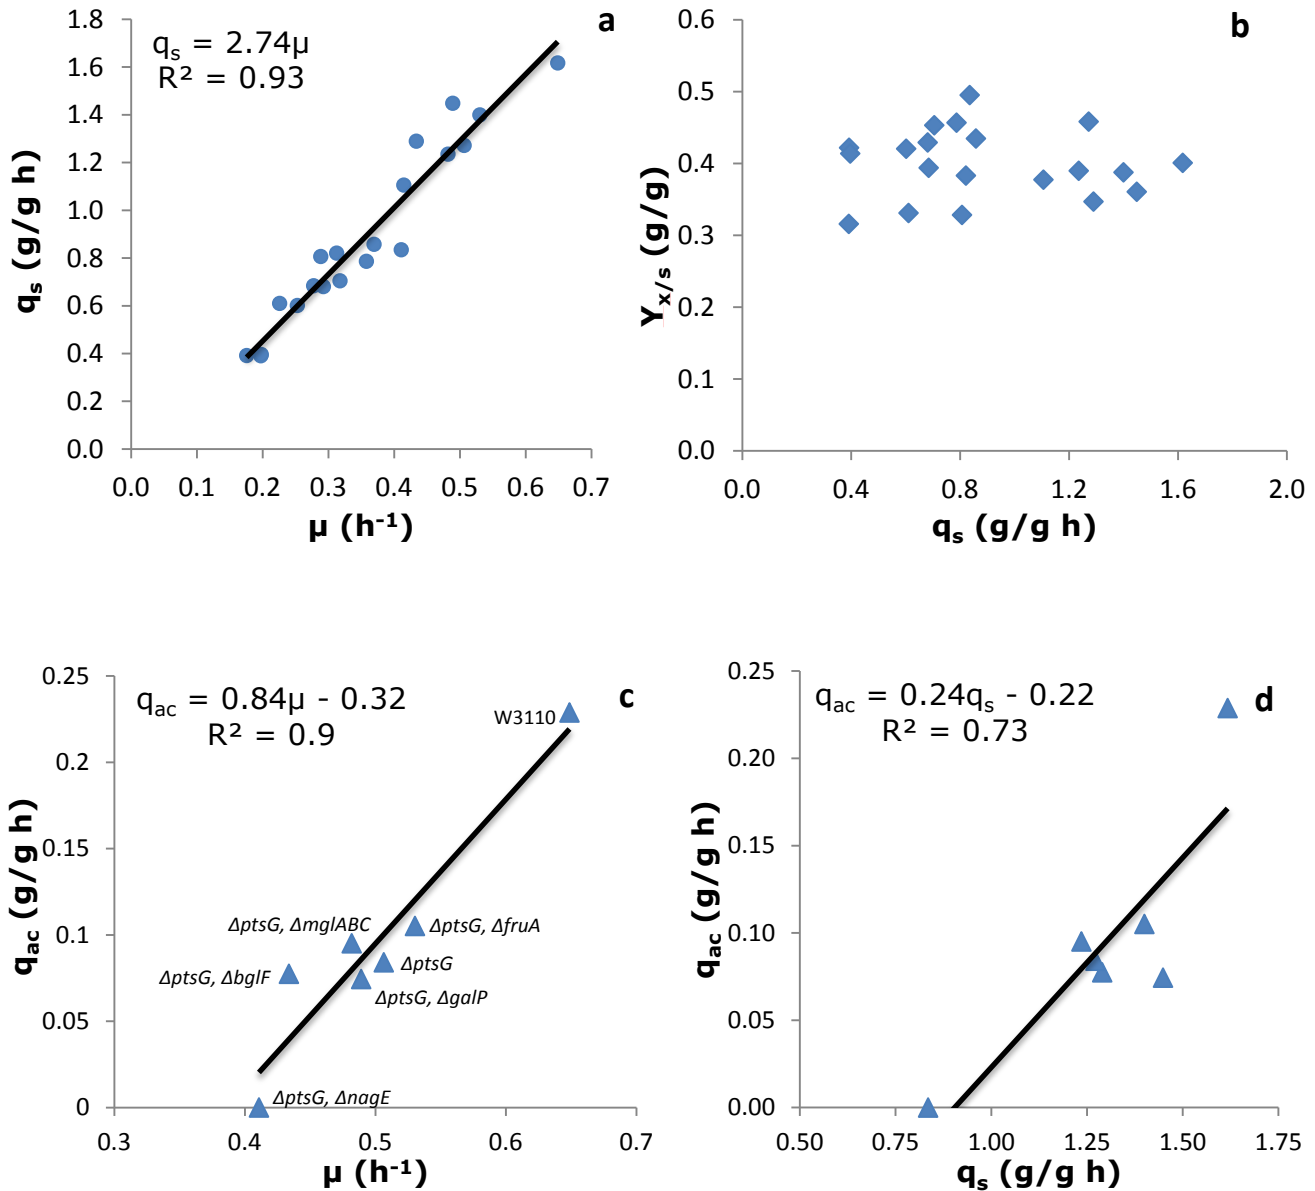 a
qs = 2.74μ
R² = 0.93
1.8
1.6
1.4
1.2
1.0
0.8
0.6
0.4
0.2
0.0
qs (g/g h)
0.0 0.1 0.2 0.3 0.4 0.5 0.6 0.7
μ (h-1)
b
0.6
0.5
0.4
0.3
0.2
0.1
0.0
Yx/s (g/g)
0.0 0.4 0.8 1.2 1.6 2.0
qs (g/g h)
c
qac = 0.84μ - 0.32
R² = 0.9
0.25
0.2
0.15
0.1
0.05
0
qac (g/g h)
W3110
ΔptsG, ΔmglABC
ΔptsG, ΔfruA
ΔptsG, ΔbglF
ΔptsG
ΔptsG, ΔgalP
ΔptsG, ΔnagE
0.3 0.4 0.5 0.6 0.7
μ (h-1)
d
qac = 0.24qs - 0.22
R² = 0.73
0.25
0.20
0.15
0.10
0.05
0.00
qac (g/g h)
0.50 0.75 1.00 1.25 1.50 1.75
qs (g/g h)